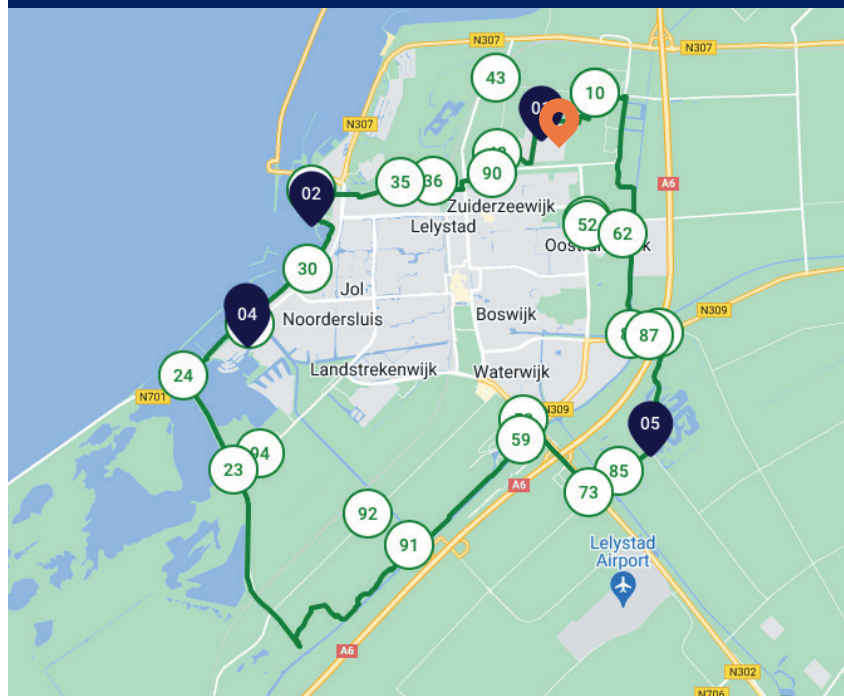 N307
N307
43
10
01
N307
A6
35
36
90
02
Zuiderzeewijk
52
Lelystad
62
Oost
30
Jol
N309
04
Boswijk
87
Noordersluis
24
Landstrekenwijk
Waterwijk
N701
N309
05
59
94
23
85
A6
73
92
91
Lelystad
Airport
A6
N302
N706